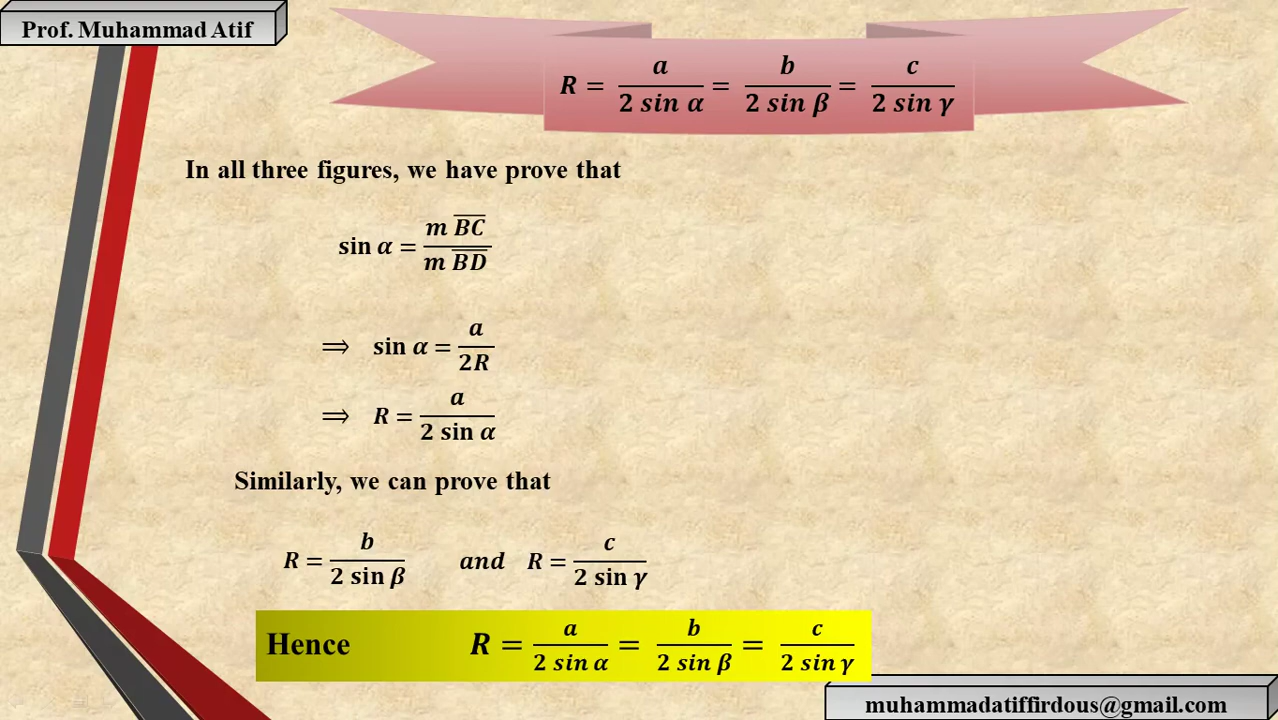 Prof. Muhammad Atif
R = a / 2 sin α = b / 2 sin β = c / 2 sin γ
In all three figures, we have prove that
sin α = m B̅C̅ / m B̅D̅
⟹ sin α = a / 2R
⟹ R = a / 2 sin α
Similarly, we can prove that
R = b / 2 sin β and R = c / 2 sin γ
Hence R = a / 2 sin α = b / 2 sin β = c / 2 sin γ
muhammadatiffirdous@gmail.com